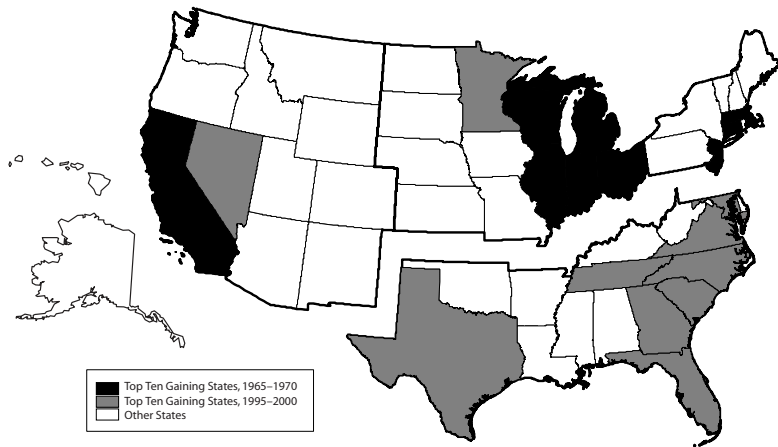 Top Ten Gaining States, 1965–1970
Top Ten Gaining States, 1995–2000
Other States